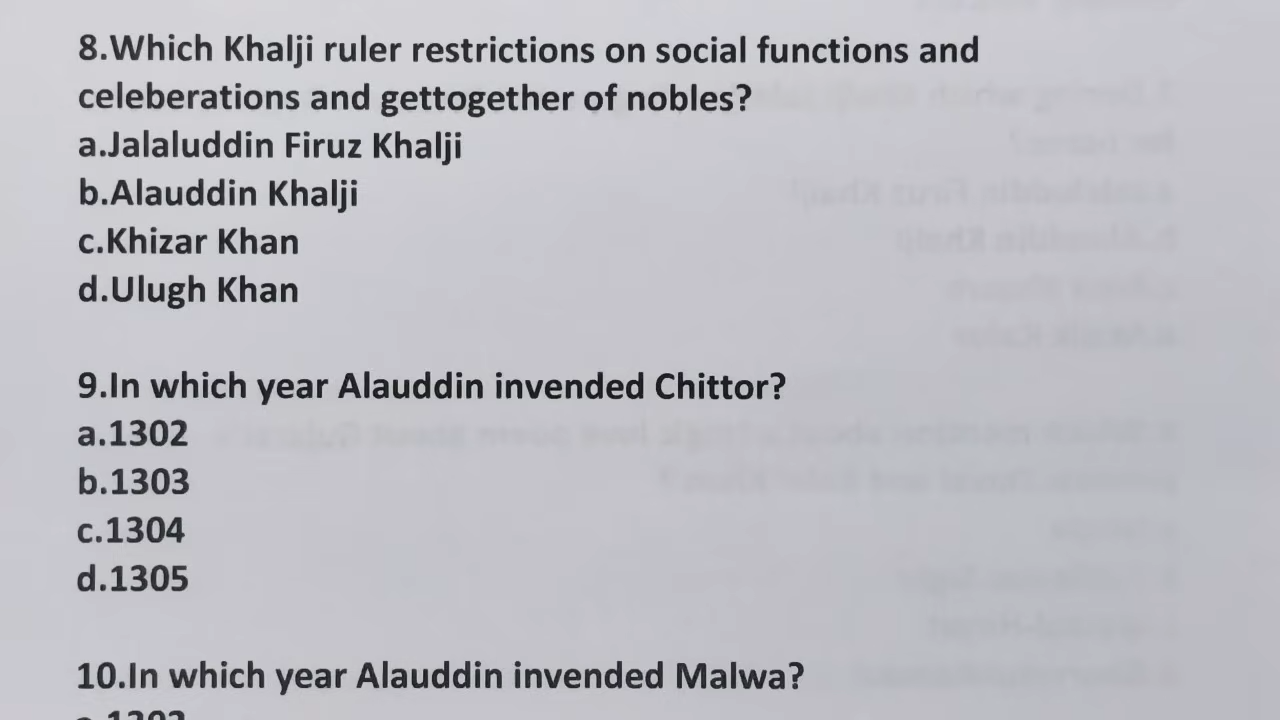 8.Which Khalji ruler restrictions on social functions and
celeberations and gettogether of nobles?
a.Jalaluddin Firuz Khalji
b.Alauddin Khalji
c.Khizar Khan
d.Ulugh Khan
9.In which year Alauddin invended Chittor?
a.1302
b.1303
c.1304
d.1305
10.In which year Alauddin invended Malwa?